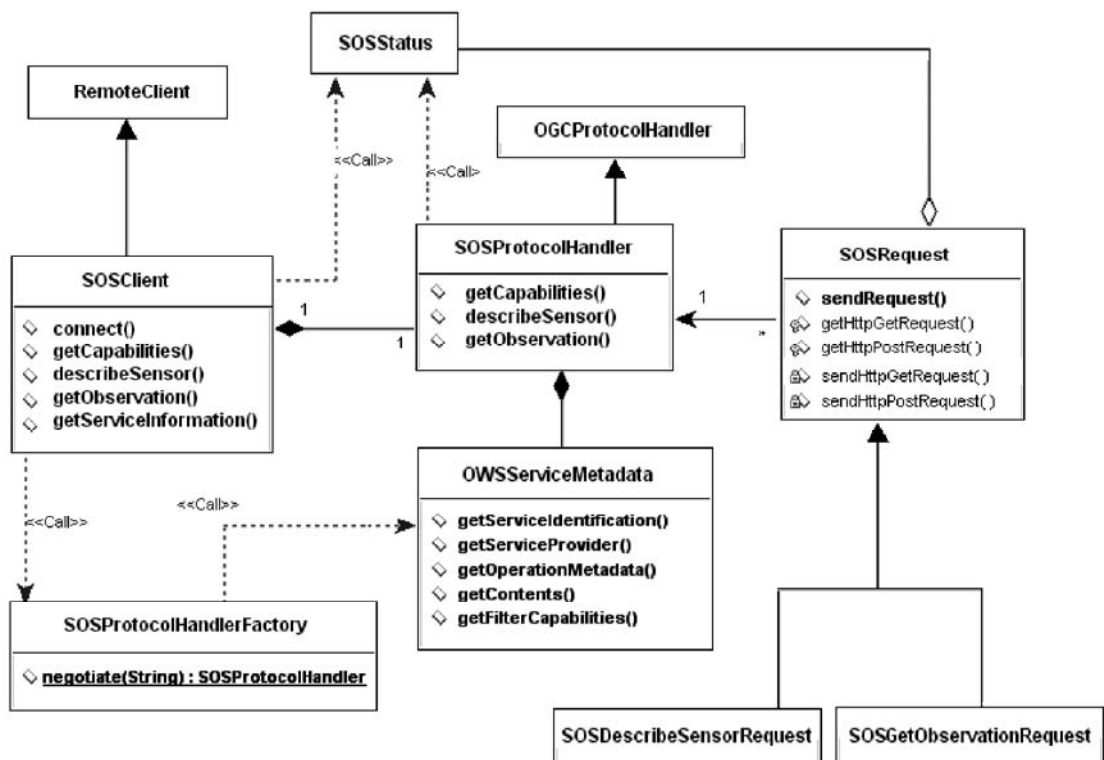 SOSStatus
RemoteClient
OGCProtocolHandler
<<Call>>
<<Call>
SOSProtocolHandler
getCapabilities()
describeSensor()
getObservation()
SOSRequest
sendRequest()
getHttpGetRequest()
getHttpPostRequest()
sendHttpGetRequest()
sendHttpPostRequest()
SOSClient
connect()
getCapabilities()
describeSensor()
getObservation()
getServiceInformation()
1
1
1
*
OWSServiceMetadata
getServiceIdentification()
getServiceProvider()
getOperationMetadata()
getContents()
getFilterCapabilities()
<<Call>>
<<Call>>
SOSProtocolHandlerFactory
negotiate(String) : SOSProtocolHandler
SOSDescribeSensorRequest
SOSGetObservationRequest